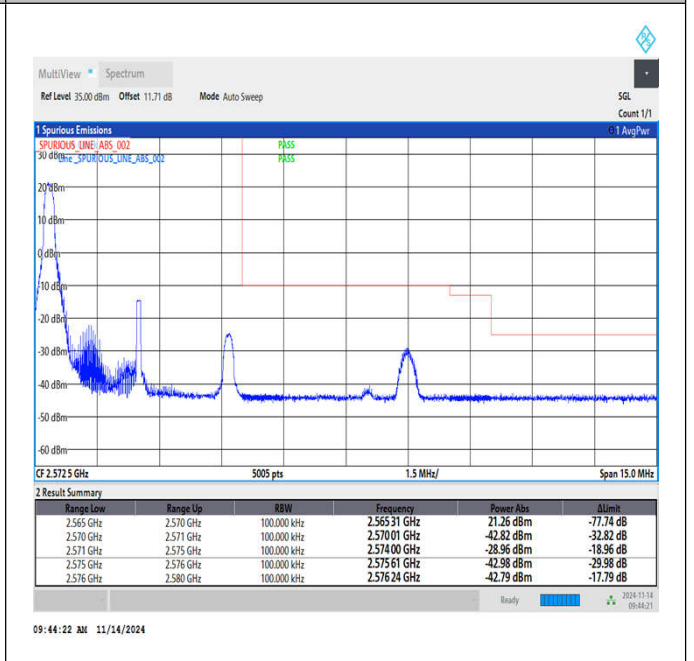 MultiView Spectrum
Ref Level 35.00 dBm Offset 11.71 dB Mode Auto Sweep SGL
Count 1/1
1 Spurious Emissions 1 AvgPwr
SPURIOUS_LINE_ABS_002 PASS
30 dBm Line _SPURIOUS_LINE_ABS_002 PASS
20 dBm
10 dBm
0 dBm
-10 dBm
-20 dBm
-30 dBm
-40 dBm
-50 dBm
-60 dBm
CF 2.5725 GHz 5005 pts 1.5 MHz/ Span 15.0 MHz
2 Result Summary
Range Low Range Up RBW Frequency Power Abs ΔLimit
2.565 GHz 2.570 GHz 100.000 kHz 2.56531 GHz 21.26 dBm -77.74 dB
2.570 GHz 2.571 GHz 100.000 kHz 2.57001 GHz -42.82 dBm -32.82 dB
2.571 GHz 2.575 GHz 100.000 kHz 2.57400 GHz -28.96 dBm -18.96 dB
2.575 GHz 2.576 GHz 100.000 kHz 2.57561 GHz -42.98 dBm -29.98 dB
2.576 GHz 2.580 GHz 100.000 kHz 2.57624 GHz -42.79 dBm -17.79 dB
Ready 2024-11-14
09:44:21
09:44:22 AM 11/14/2024